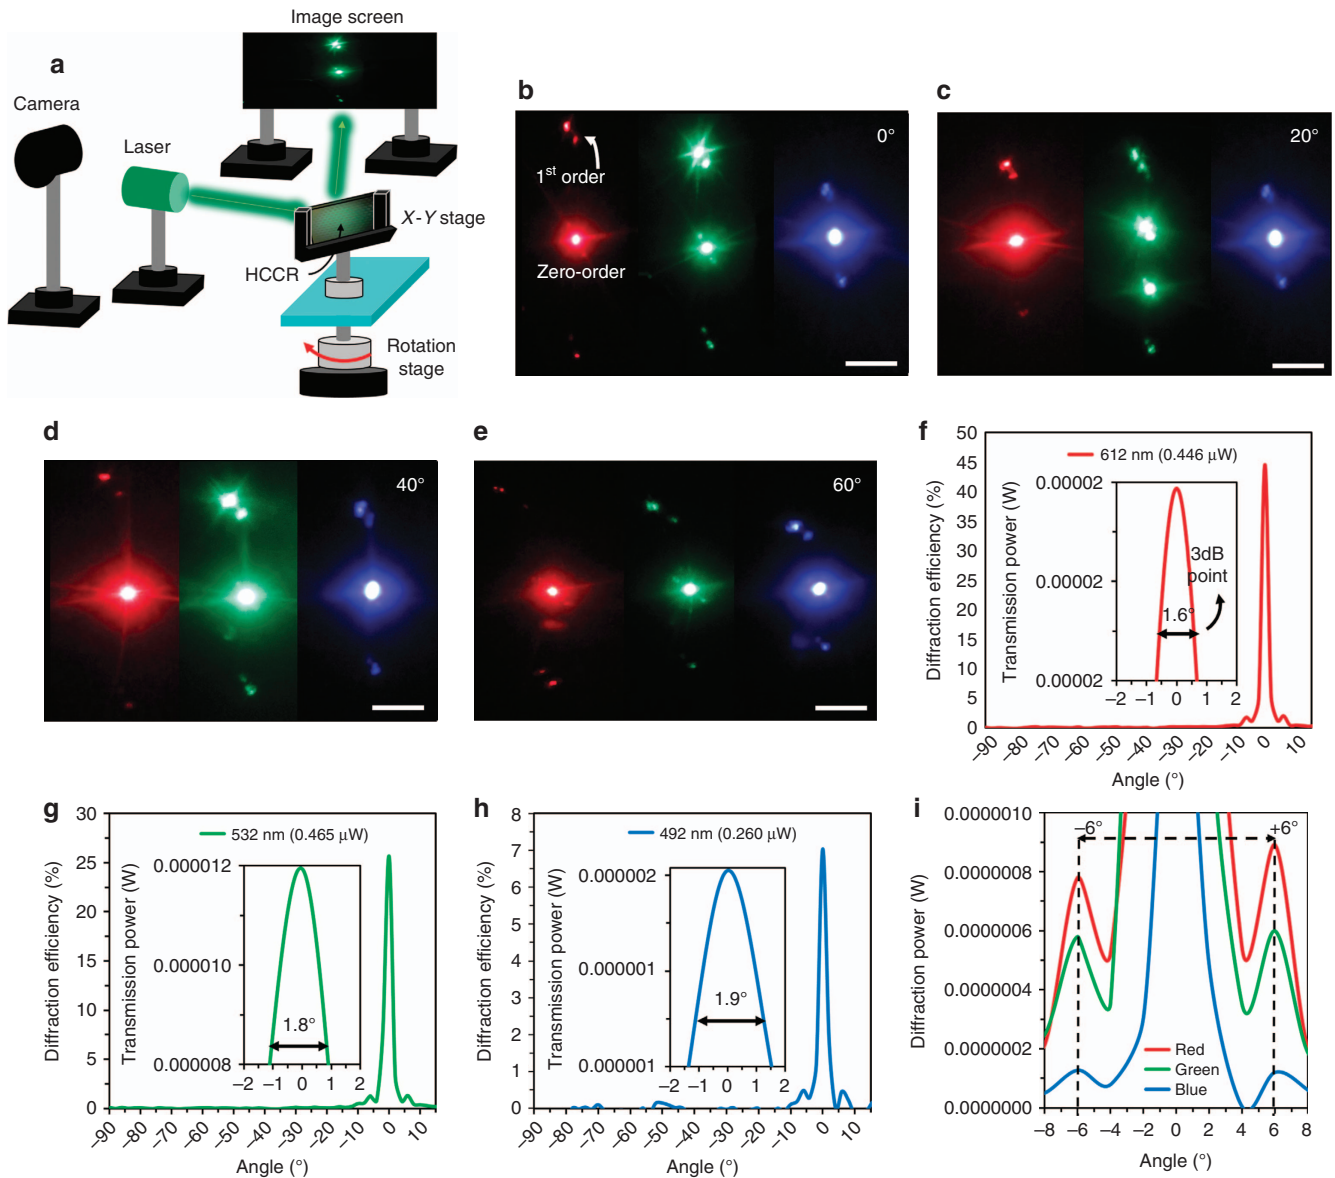 a
Image screen
Camera
Laser
X-Y stage
HCCR
Rotation
stage
b
0°
1st order
Zero-order
c
20°
d
40°
e
60°
f
612 nm (0.446 μW)
Diffraction efficiency (%)
50
45
40
35
30
25
20
15
10
5
0
Transmission power (W)
0.00002
0.00002
0.00002
3dB
point
1.6°
−2 −1 0 1 2
−90 −80 −70 −60 −50 −40 −30 −20 −10 0 10
Angle (°)
g
532 nm (0.465 μW)
Diffraction efficiency (%)
30
25
20
15
10
5
0
Transmission power (W)
0.000012
0.000010
0.000008
1.8°
−2 −1 0 1 2
−90 −80 −70 −60 −50 −40 −30 −20 −10 0 10
Angle (°)
h
492 nm (0.260 μW)
Diffraction efficiency (%)
8
7
6
5
4
3
2
1
0
Transmission power (W)
0.000002
0.000001
0.000001
1.9°
−2 −1 0 1 2
−90 −80 −70 −60 −50 −40 −30 −20 −10 0 10
Angle (°)
i
Diffraction power (W)
0.0000010
0.0000008
0.0000006
0.0000004
0.0000002
0.0000000
−6°
+6°
Red
Green
Blue
−8 −6 −4 −2 0 2 4 6 8
Angle (°)